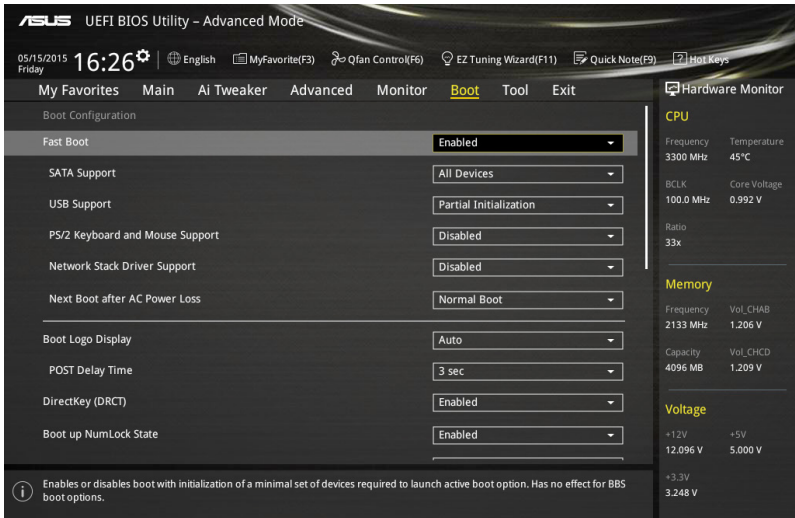 ASUS UEFI BIOS Utility – Advanced Mode
05/15/2015
Friday
16:26 English MyFavorite(F3) Qfan Control(F6) EZ Tuning Wizard(F11) Quick Note(F9) ? Hot Keys
My Favorites Main Ai Tweaker Advanced Monitor Boot Tool Exit
Boot Configuration
Fast Boot Enabled
SATA Support All Devices
USB Support Partial Initialization
PS/2 Keyboard and Mouse Support Disabled
Network Stack Driver Support Disabled
Next Boot after AC Power Loss Normal Boot
Boot Logo Display Auto
POST Delay Time 3 sec
DirectKey (DRCT) Enabled
Boot up NumLock State Enabled
i Enables or disables boot with initialization of a minimal set of devices required to launch active boot option. Has no effect for BBS
boot options.
Hardware Monitor
CPU
Frequency Temperature
3300 MHz 45°C
BCLK Core Voltage
100.0 MHz 0.992 V
Ratio
33x
Memory
Frequency Vol_CHAB
2133 MHz 1.206 V
Capacity Vol_CHCD
4096 MB 1.209 V
Voltage
+12V +5V
12.096 V 5.000 V
+3.3V
3.248 V